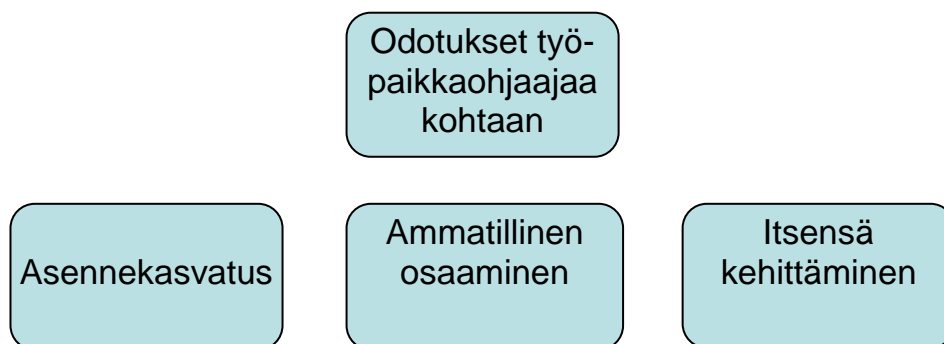 Odotukset työ-
paikkaohjaajaa
kohtaan
Asennekasvatus
Ammatillinen
osaaminen
Itsensä
kehittäminen